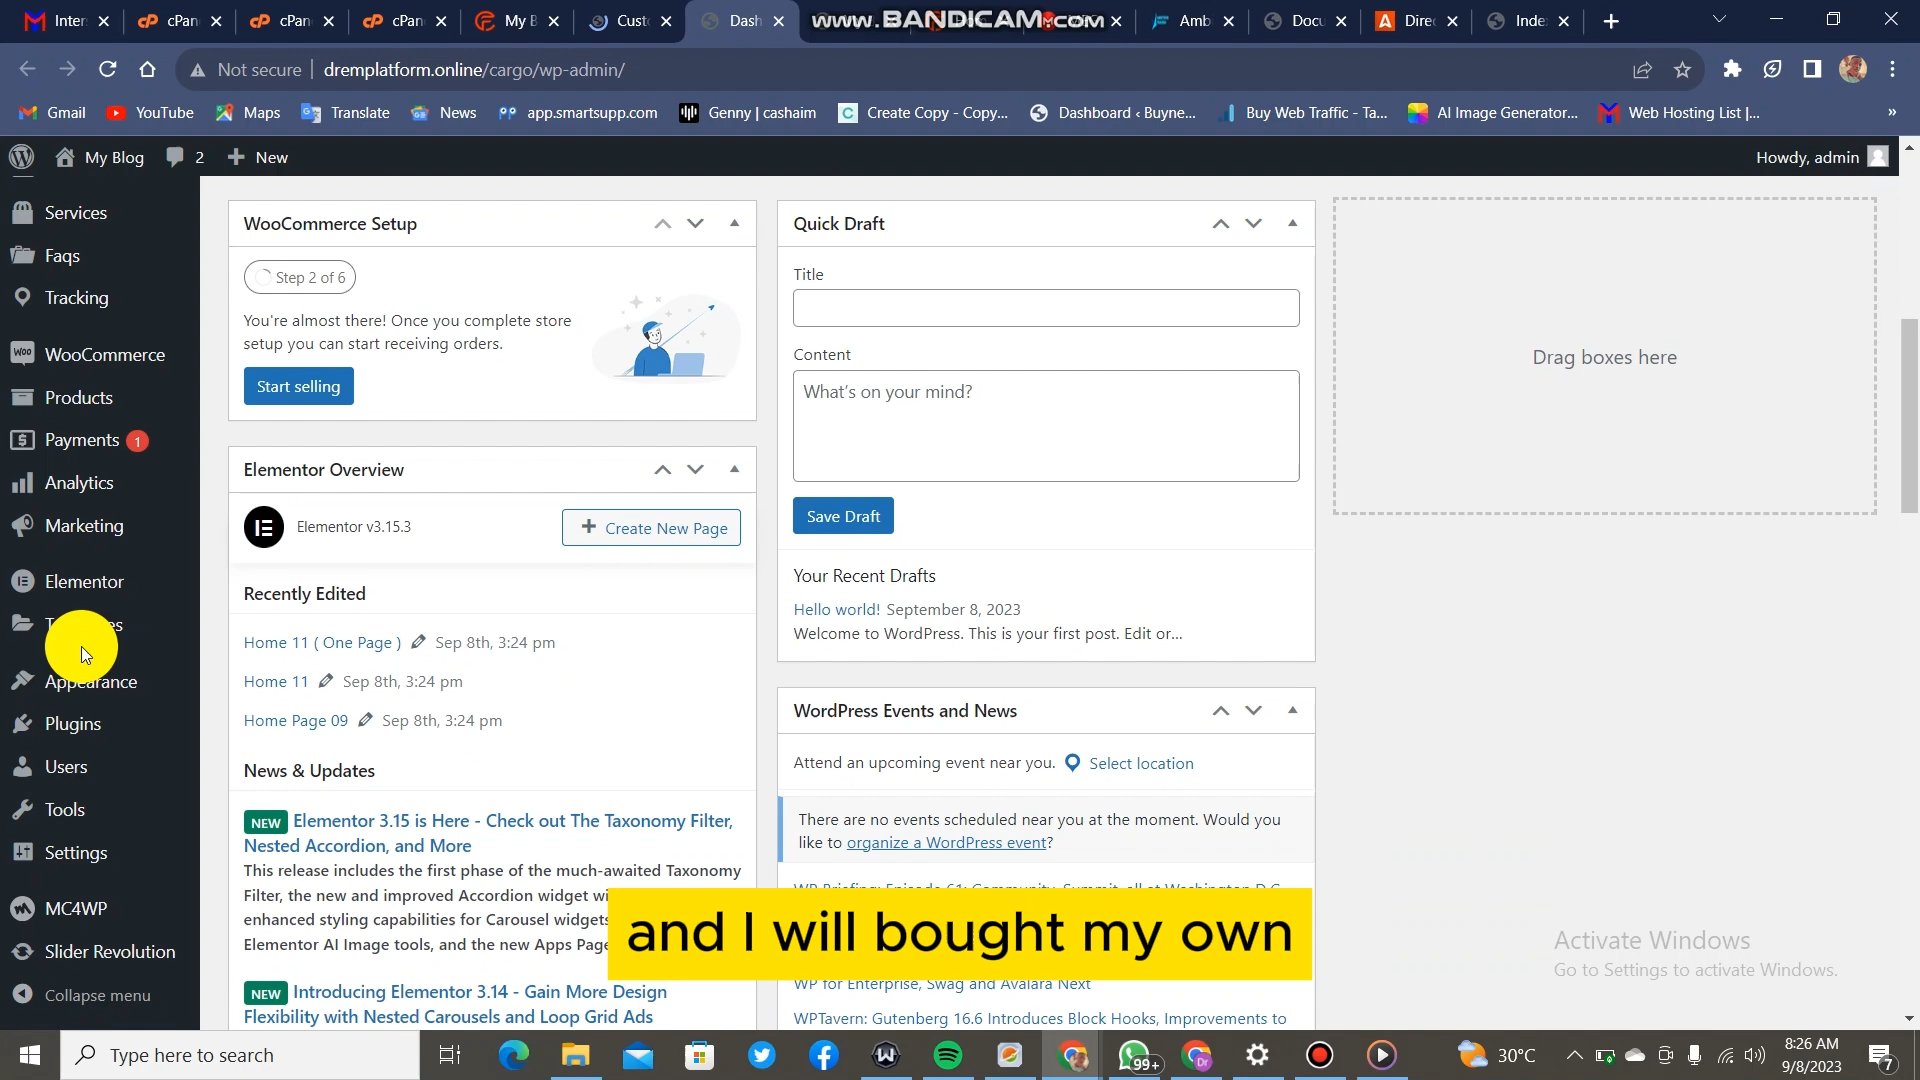 Inter
cPan
cPan
cPan
My B
Cust
Dash
www.BANDICAM.com
Amb
Docu
Direc
Inde
Not secure
dremplatform.online/cargo/wp-admin/
Gmail
YouTube
Maps
Translate
News
app.smartsupp.com
Genny | cashaim
Create Copy - Copy...
Dashboard ‹ Buyne...
Buy Web Traffic - Ta...
AI Image Generator...
Web Hosting List |...
»
My Blog
2
New
Howdy, admin
Services
Faqs
Tracking
WooCommerce
Products
Payments 1
Analytics
Marketing
Elementor
Appearance
Plugins
Users
Tools
Settings
MC4WP
Slider Revolution
Collapse menu
WooCommerce Setup
Step 2 of 6
You're almost there! Once you complete store
setup you can start receiving orders.
Start selling
Elementor Overview
Elementor v3.15.3
Create New Page
Recently Edited
Home 11 ( One Page ) Sep 8th, 3:24 pm
Home 11 Sep 8th, 3:24 pm
Home Page 09 Sep 8th, 3:24 pm
News & Updates
NEW Elementor 3.15 is Here - Check out The Taxonomy Filter,
Nested Accordion, and More
This release includes the first phase of the much-awaited Taxonomy
Filter, the new and improved Accordion widget wi
enhanced styling capabilities for Carousel widgets
Elementor AI Image tools, and the new Apps Page
NEW Introducing Elementor 3.14 - Gain More Design
Flexibility with Nested Carousels and Loop Grid Ads
Quick Draft
Title
Content
What's on your mind?
Save Draft
Your Recent Drafts
Hello world! September 8, 2023
Welcome to WordPress. This is your first post. Edit or...
WordPress Events and News
Attend an upcoming event near you. Select location
There are no events scheduled near you at the moment. Would you
like to organize a WordPress event?
WP for Enterprise, Swag and Avalara Next
WPTavern: Gutenberg 16.6 Introduces Block Hooks, Improvements to
Drag boxes here
and I will bought my own
Activate Windows
Go to Settings to activate Windows.
Type here to search
99+
30°C
8:26 AM
9/8/2023
7